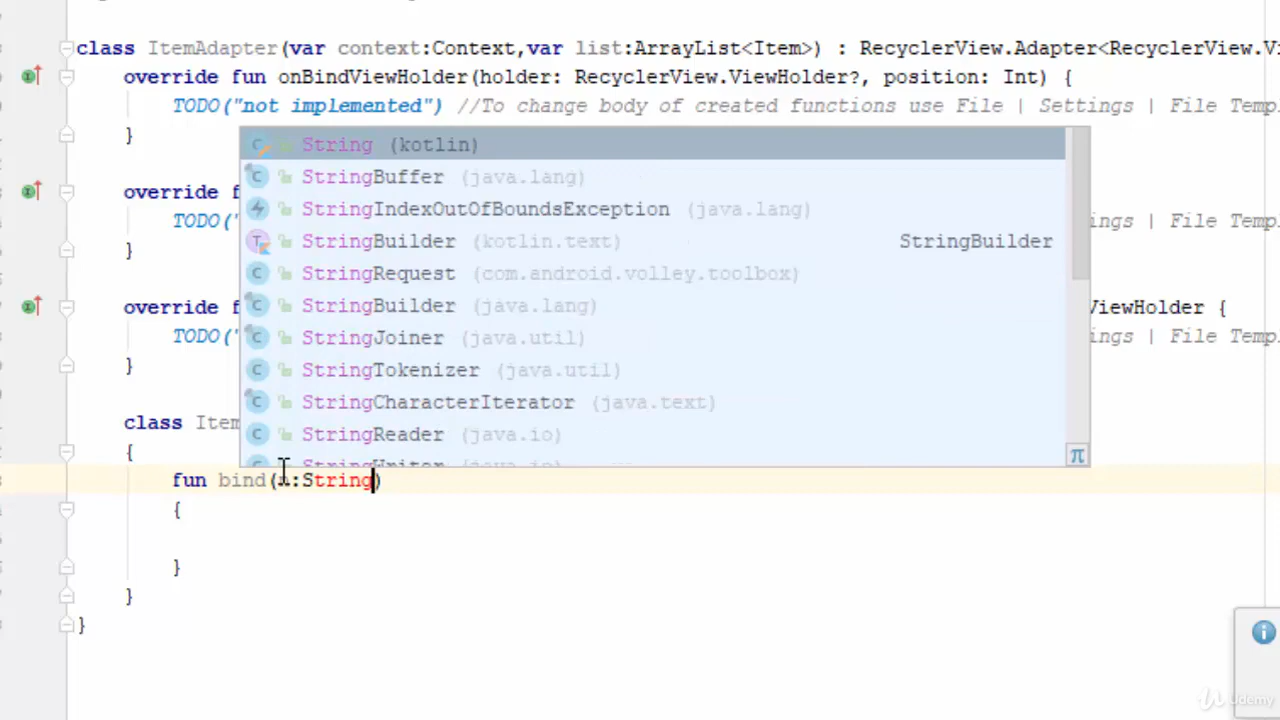 class ItemAdapter(var context:Context,var list:ArrayList<Item>) : RecyclerView.Adapter<RecyclerView.Vi
override fun onBindViewHolder(holder: RecyclerView.ViewHolder?, position: Int) {
TODO("not implemented") //To change body of created functions use File | Settings | File Temp
}
String (kotlin)
StringBuffer (java.lang)
override f
StringIndexOutOfBoundsException (java.lang)
TODO(" ings | File Temp
}
StringBuilder (kotlin.text) StringBuilder
StringRequest (com.android.volley.toolbox)
override f ViewHolder {
StringBuilder (java.lang)
TODO(" ings | File Temp
StringJoiner (java.util)
}
StringTokenizer (java.util)
StringCharacterIterator (java.text)
class Item
StringReader (java.io)
{
StringWriter (java.io)
fun bind(n:String)
{
}
}
}
Udemy